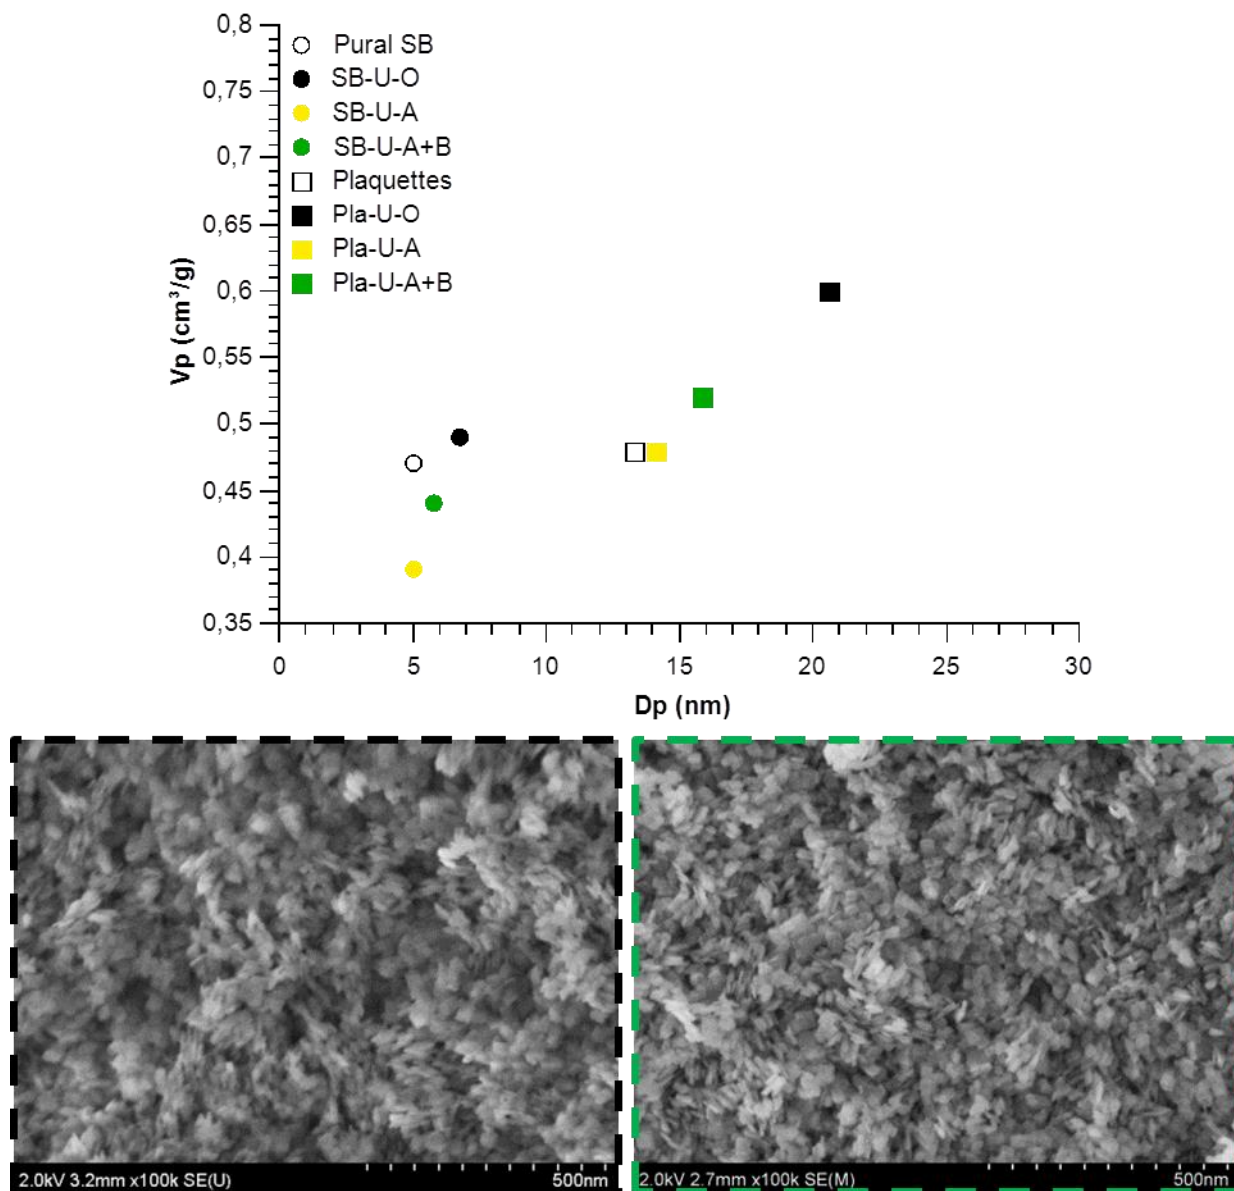 0,8
0,75
0,7
0,65
0,6
0,55
0,5
0,45
0,4
0,35
Vp (cm³/g)
Pural SB
SB-U-O
SB-U-A
SB-U-A+B
Plaquettes
Pla-U-O
Pla-U-A
Pla-U-A+B
0 5 10 15 20 25 30
Dp (nm)
2.0kV 3.2mm x100k SE(U) 500nm
2.0kV 2.7mm x100k SE(M) 500nm